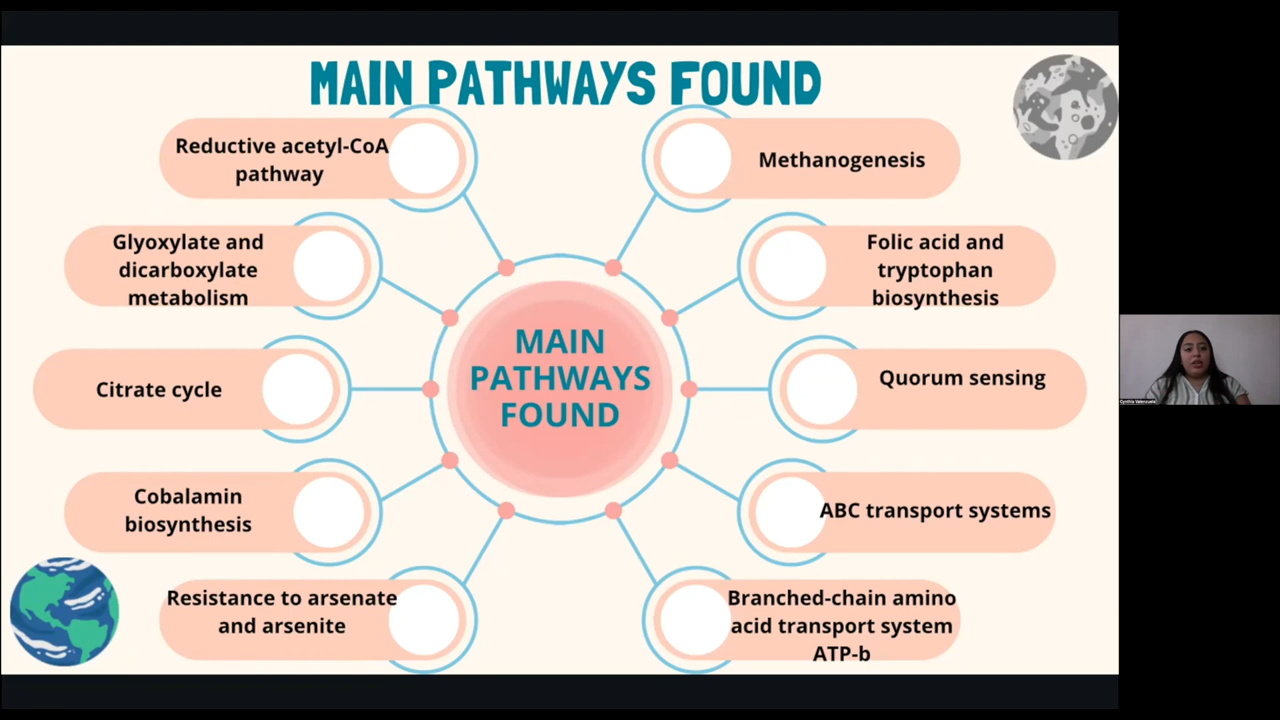 MAIN PATHWAYS FOUND
Reductive acetyl-CoA
pathway
Methanogenesis
Glyoxylate and
dicarboxylate
metabolism
Folic acid and
tryptophan
biosynthesis
MAIN
PATHWAYS
FOUND
Citrate cycle
Quorum sensing
Cobalamin
biosynthesis
ABC transport systems
Resistance to arsenate
and arsenite
Branched-chain amino
acid transport system
ATP-b
Cynthia Valenzuela